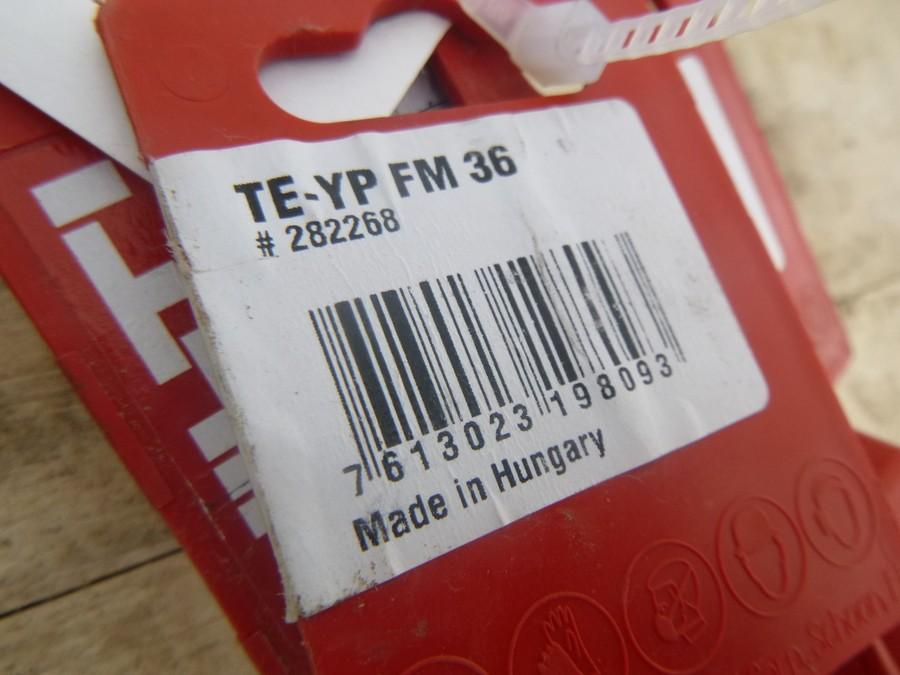 TE-YP FM 36
# 282268
7 613023 198093
Made in Hungary